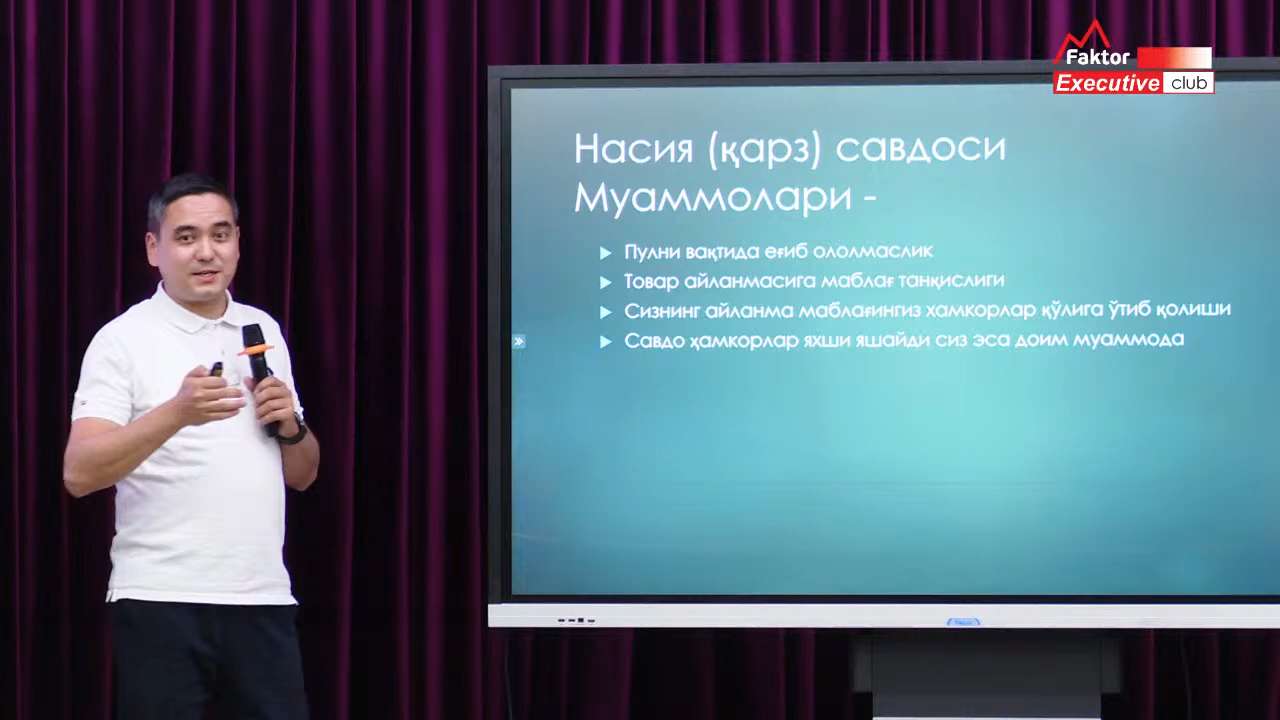 Faktor
Executive club
Насия (қарз) савдоси
Муаммолари -
Пулни вақтида еғиб ололмаслик
Товар айланмасига маблағ танқислиги
Сизнинг айланма маблағингиз хамкорлар қўлига ўтиб қолиши
Савдо ҳамкорлар яхши яшайди сиз эса доим муаммода